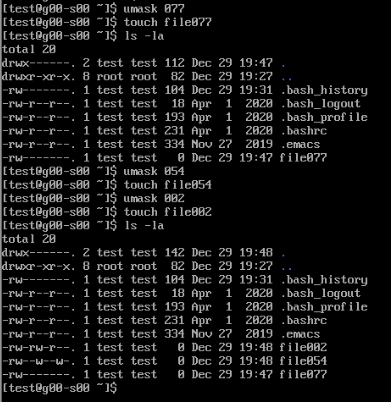 [test@g00-s00 ~]$ umask 077
[test@g00-s00 ~]$ touch file077
[test@g00-s00 ~]$ ls -la
total 20
drwx------. 2 test test 112 Dec 29 19:47 .
drwxr-xr-x. 8 root root  82 Dec 29 19:27 ..
-rw-------. 1 test test 104 Dec 29 19:31 .bash_history
-rw-r--r--. 1 test test  18 Apr  1  2020 .bash_logout
-rw-r--r--. 1 test test 193 Apr  1  2020 .bash_profile
-rw-r--r--. 1 test test 231 Apr  1  2020 .bashrc
-rw-r--r--. 1 test test 334 Nov 27  2019 .emacs
-rw-------. 1 test test   0 Dec 29 19:47 file077
[test@g00-s00 ~]$ umask 054
[test@g00-s00 ~]$ touch file054
[test@g00-s00 ~]$ umask 002
[test@g00-s00 ~]$ touch file002
[test@g00-s00 ~]$ ls -la
total 20
drwx------. 2 test test 142 Dec 29 19:48 .
drwxr-xr-x. 8 root root  82 Dec 29 19:27 ..
-rw-------. 1 test test 104 Dec 29 19:31 .bash_history
-rw-r--r--. 1 test test  18 Apr  1  2020 .bash_logout
-rw-r--r--. 1 test test 193 Apr  1  2020 .bash_profile
-rw-r--r--. 1 test test 231 Apr  1  2020 .bashrc
-rw-r--r--. 1 test test 334 Nov 27  2019 .emacs
-rw-rw-r--. 1 test test   0 Dec 29 19:48 file002
-rw--w--w-. 1 test test   0 Dec 29 19:48 file054
-rw-------. 1 test test   0 Dec 29 19:47 file077
[test@g00-s00 ~]$